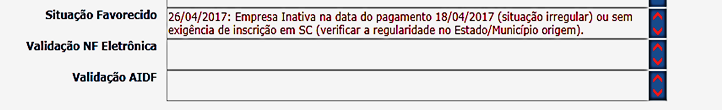 Situação Favorecido
26/04/2017: Empresa Inativa na data do pagamento 18/04/2017 (situação irregular) ou sem
exigência de inscrição em SC (verificar a regularidade no Estado/Município origem).
Validação NF Eletrônica
Validação AIDF